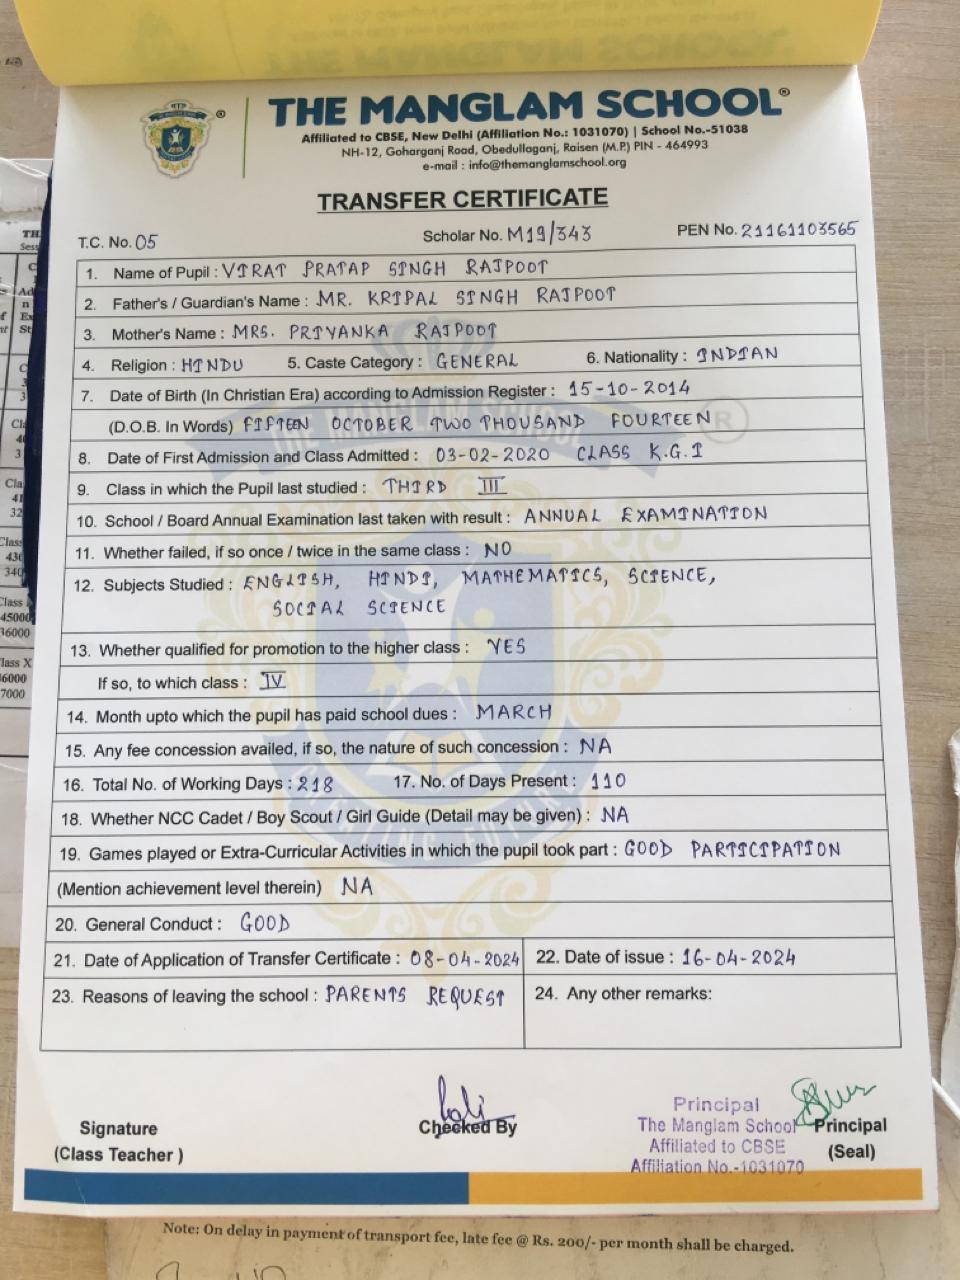 THE MANGLAM SCHOOL®
Affiliated to CBSE, New Delhi (Affiliation No.: 1031070) | School No.-51038
NH-12, Goharganj Road, Obedullaganj, Raisen (M.P.) PIN - 464993
e-mail : info@themanglamschool.org
TRANSFER CERTIFICATE
T.C. No. 05 Scholar No. M19/343 PEN No. 21161103565
1. Name of Pupil : VIRAT PRATAP SINGH RAJPOOT
2. Father's / Guardian's Name : MR. KRIPAL SINGH RAJPOOT
3. Mother's Name : MRS. PRIYANKA RAJPOOT
4. Religion : HINDU 5. Caste Category : GENERAL 6. Nationality : INDIAN
7. Date of Birth (In Christian Era) according to Admission Register : 15-10-2014
(D.O.B. In Words) FIFTEEN OCTOBER TWO THOUSAND FOURTEEN
8. Date of First Admission and Class Admitted : 03-02-2020 CLASS K.G.I
9. Class in which the Pupil last studied : THIRD III
10. School / Board Annual Examination last taken with result : ANNUAL EXAMINATION
11. Whether failed, if so once / twice in the same class : NO
12. Subjects Studied : ENGLISH, HINDI, MATHEMATICS, SCIENCE,
SOCIAL SCIENCE
13. Whether qualified for promotion to the higher class : YES
If so, to which class : IV
14. Month upto which the pupil has paid school dues : MARCH
15. Any fee concession availed, if so, the nature of such concession : NA
16. Total No. of Working Days : 218 17. No. of Days Present : 110
18. Whether NCC Cadet / Boy Scout / Girl Guide (Detail may be given) : NA
19. Games played or Extra-Curricular Activities in which the pupil took part : GOOD PARTICIPATION
(Mention achievement level therein) NA
20. General Conduct : GOOD
21. Date of Application of Transfer Certificate : 08-04-2024 22. Date of issue : 16-04-2024
23. Reasons of leaving the school : PARENTS REQUEST 24. Any other remarks:
Signature
(Class Teacher )
Checked By
Principal
The Manglam School
Affiliated to CBSE
Affiliation No.-1031070
Principal
(Seal)
Note: On delay in payment of transport fee, late fee @ Rs. 200/- per month shall be charged.